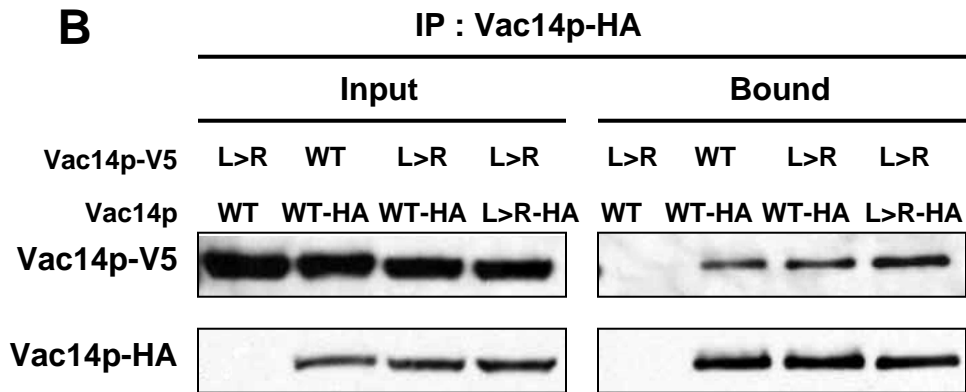 B
IP : Vac14p-HA
Input Bound
Vac14p-V5 L>R WT L>R L>R L>R WT L>R L>R
Vac14p WT WT-HA WT-HA L>R-HA WT WT-HA WT-HA L>R-HA
Vac14p-V5
Vac14p-HA